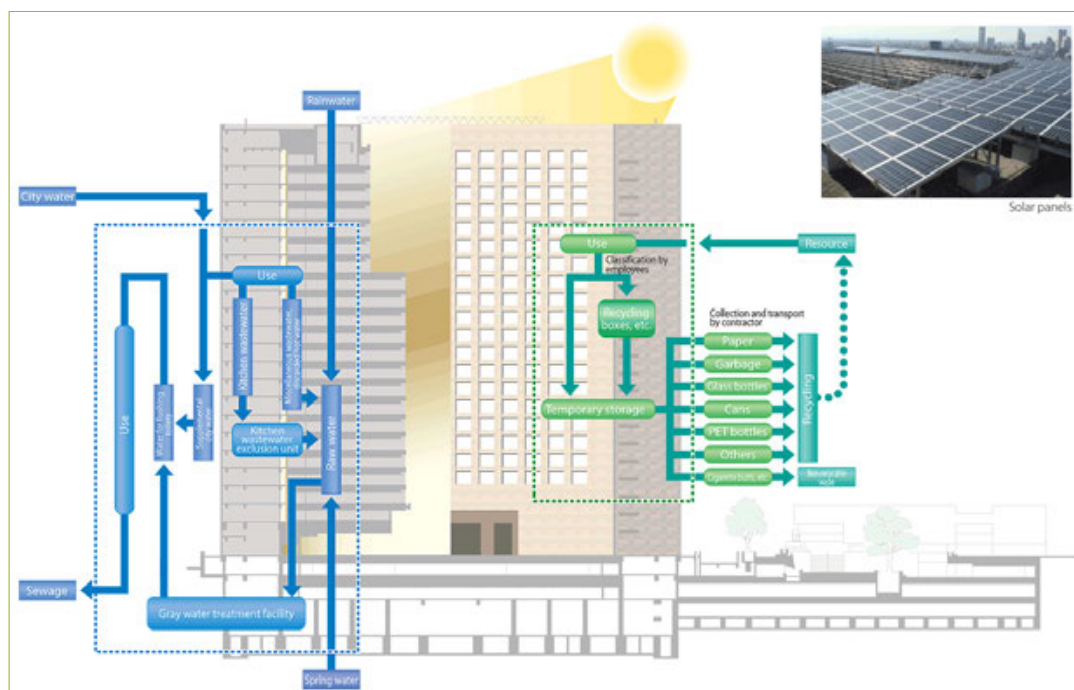 Rainwater
Solar panels
City water
Use
Resource
Use
Classification by
employees
Recycling
boxes, etc.
Kitchen wastewater
Collection and transport
by contractor
Paper
Garbage
Glass bottles
Cans
PET bottles
Others
Temporary storage
Recycling
Use
Water for flushing
Supplemental
city water
Kitchen
wastewater
exclusion unit
Raw water
Sewage
Gray water treatment facility
Spring water